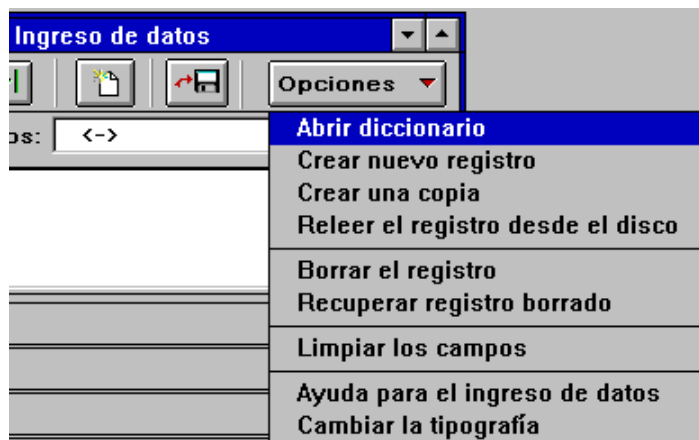 Ingreso de datos
Opciones
os: <->
Abrir diccionario
Crear nuevo registro
Crear una copia
Releer el registro desde el disco
Borrar el registro
Recuperar registro borrado
Limpiar los campos
Ayuda para el ingreso de datos
Cambiar la tipografía